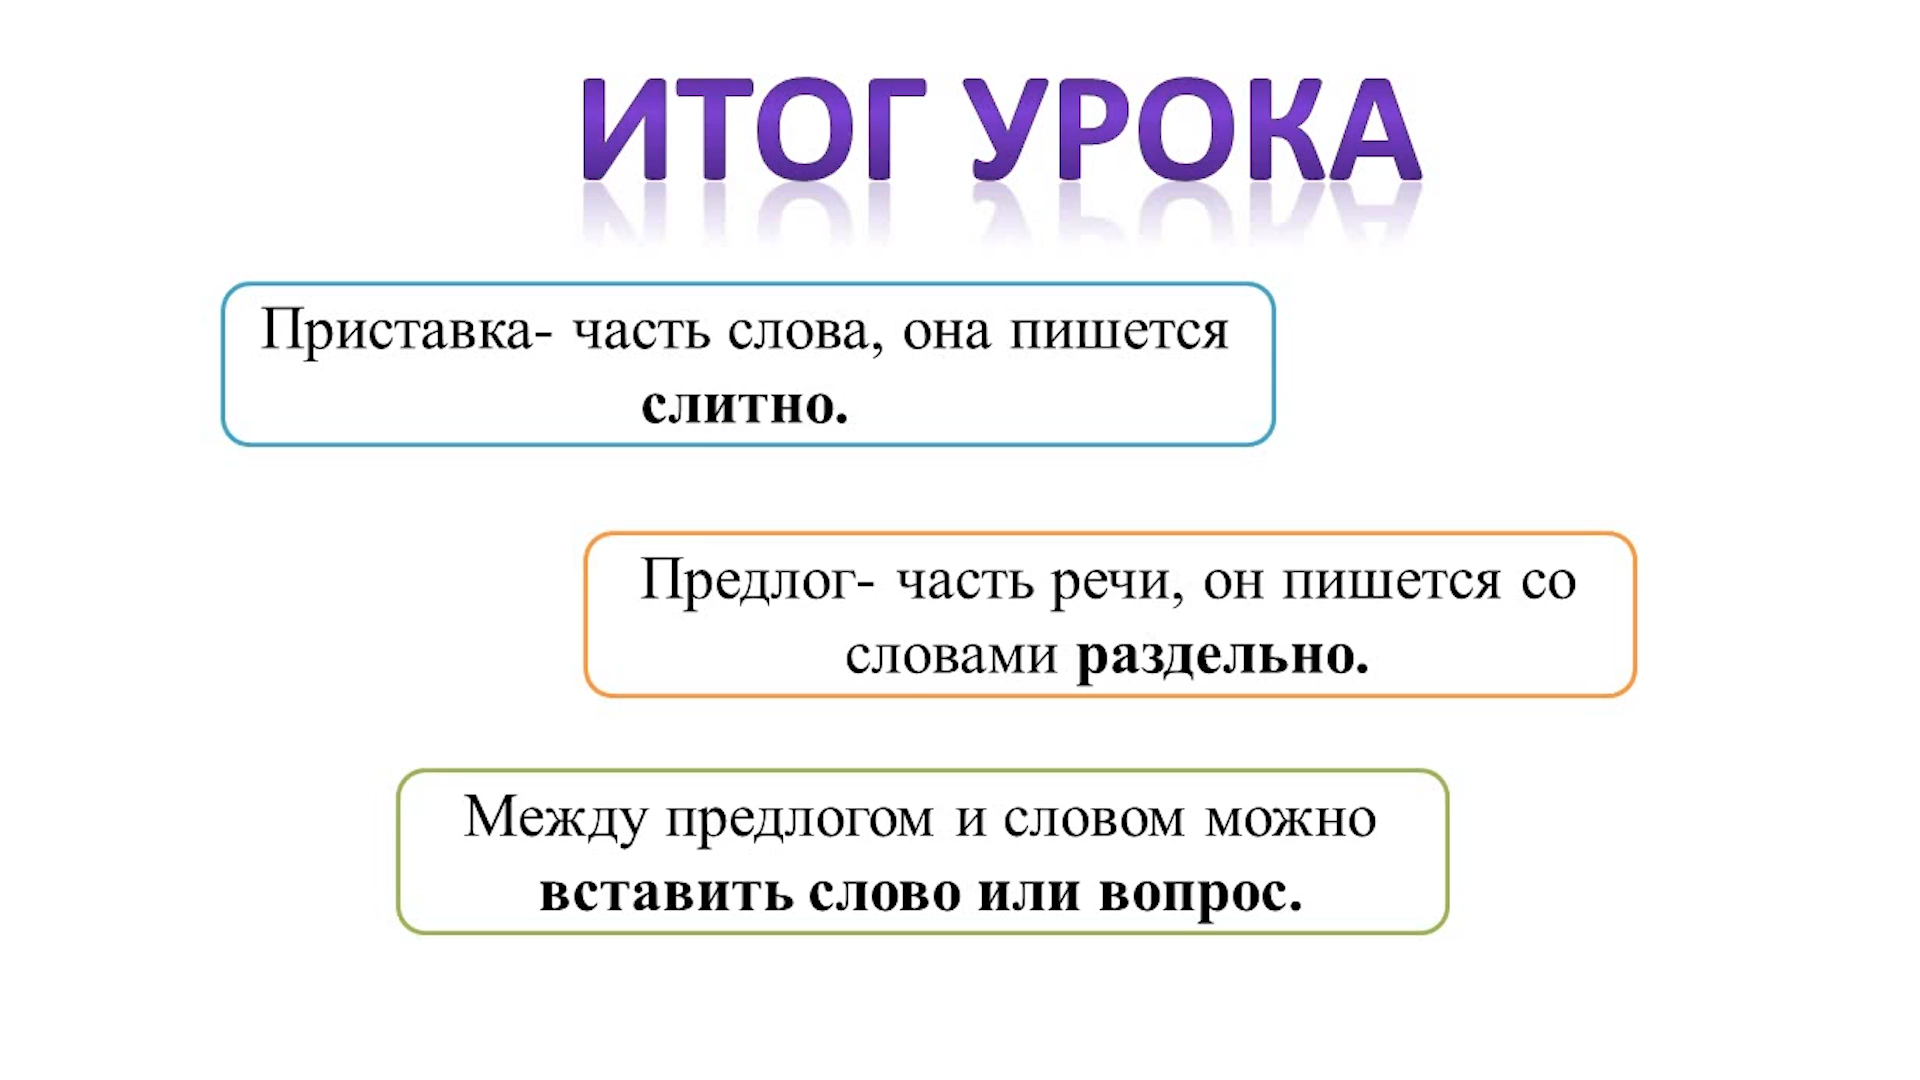 ИТОГ УРОКА
Приставка- часть слова, она пишется
слитно.
Предлог- часть речи, он пишется со
словами раздельно.
Между предлогом и словом можно
вставить слово или вопрос.